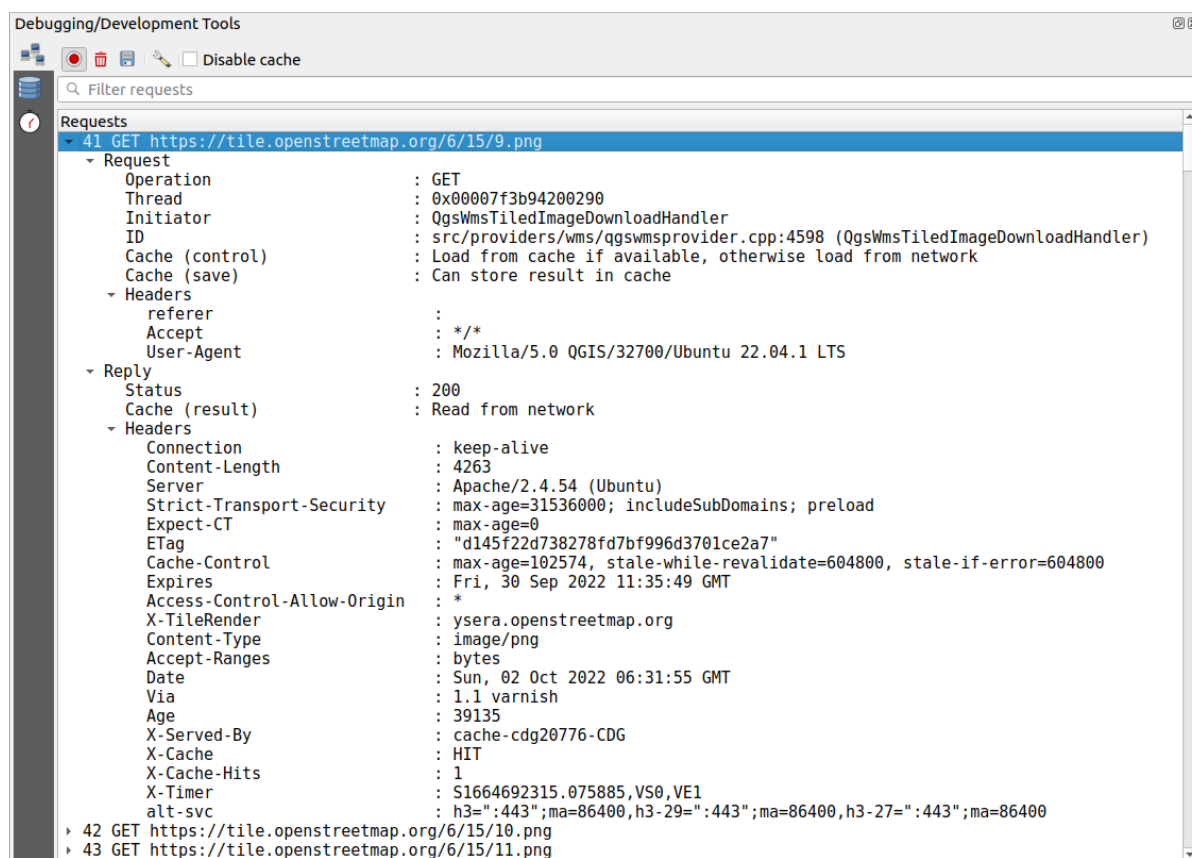 Debugging/Development Tools
Disable cache
Filter requests
Requests
41 GET https://tile.openstreetmap.org/6/15/9.png
Request
Operation : GET
Thread : 0x00007f3b94200290
Initiator : QgsWmsTiledImageDownloadHandler
ID : src/providers/wms/qgswmsprovider.cpp:4598 (QgsWmsTiledImageDownloadHandler)
Cache (control) : Load from cache if available, otherwise load from network
Cache (save) : Can store result in cache
Headers
referer :
Accept : */*
User-Agent : Mozilla/5.0 QGIS/32700/Ubuntu 22.04.1 LTS
Reply
Status : 200
Cache (result) : Read from network
Headers
Connection : keep-alive
Content-Length : 4263
Server : Apache/2.4.54 (Ubuntu)
Strict-Transport-Security : max-age=31536000; includeSubDomains; preload
Expect-CT : max-age=0
ETag : "d145f22d738278fd7bf996d3701ce2a7"
Cache-Control : max-age=102574, stale-while-revalidate=604800, stale-if-error=604800
Expires : Fri, 30 Sep 2022 11:35:49 GMT
Access-Control-Allow-Origin : *
X-TileRender : ysera.openstreetmap.org
Content-Type : image/png
Accept-Ranges : bytes
Date : Sun, 02 Oct 2022 06:31:55 GMT
Via : 1.1 varnish
Age : 39135
X-Served-By : cache-cdg20776-CDG
X-Cache : HIT
X-Cache-Hits : 1
X-Timer : S1664692315.075885,VS0,VE1
alt-svc : h3=":443";ma=86400,h3-29=":443";ma=86400,h3-27=":443";ma=86400
42 GET https://tile.openstreetmap.org/6/15/10.png
43 GET https://tile.openstreetmap.org/6/15/11.png